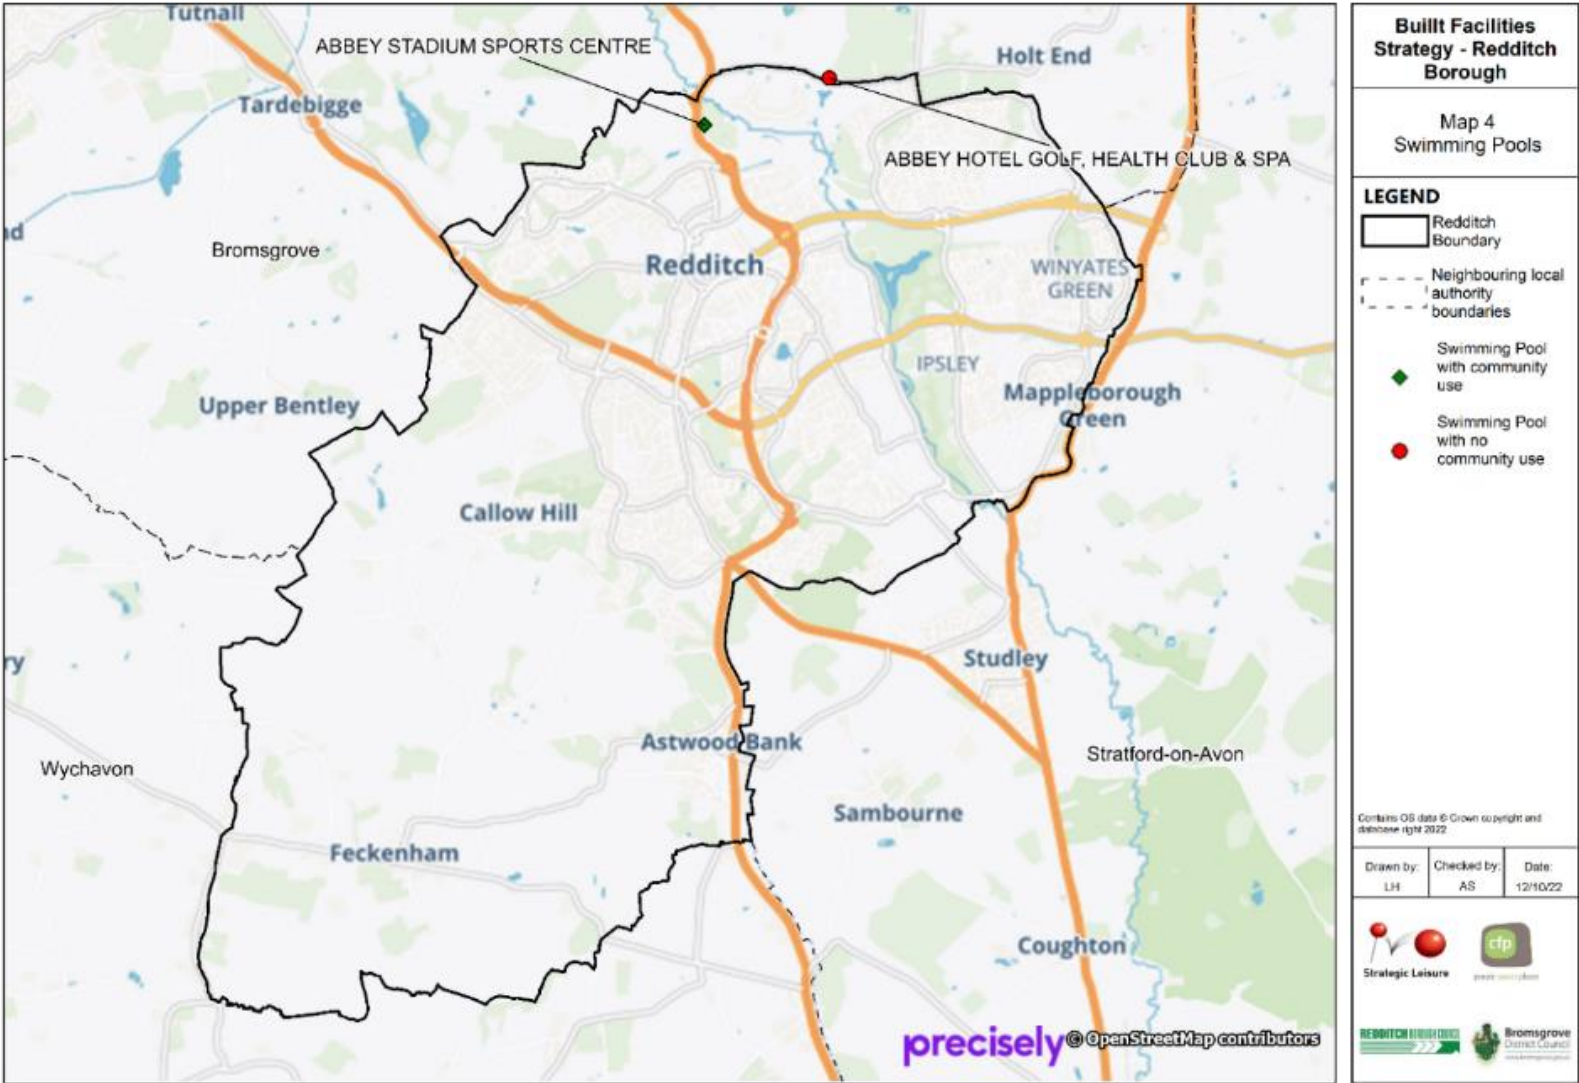 Tutnall
ABBEY STADIUM SPORTS CENTRE
Holt End
Tardebigge
ABBEY HOTEL GOLF, HEALTH CLUB & SPA
Bromsgrove
Redditch
WINYATES
GREEN
IPSLEY
Mappleborough
Green
Upper Bentley
Callow Hill
Studley
Astwood Bank
Stratford-on-Avon
Wychavon
Sambourne
Feckenham
Coughton
precisely
© OpenStreetMap contributors
Buillt Facilities
Strategy - Redditch
Borough
Map 4
Swimming Pools
LEGEND
Redditch
Boundary
Neighbouring local
authority
boundaries
Swimming Pool
with community
use
Swimming Pool
with no
community use
Contains OS data © Crown copyright and
database right 2022
Drawn by:
LH
Checked by:
AS
Date:
12/10/22
Strategic Leisure
cfp
REDDITCH BOROUGH COUNCIL
Bromsgrove
District Council